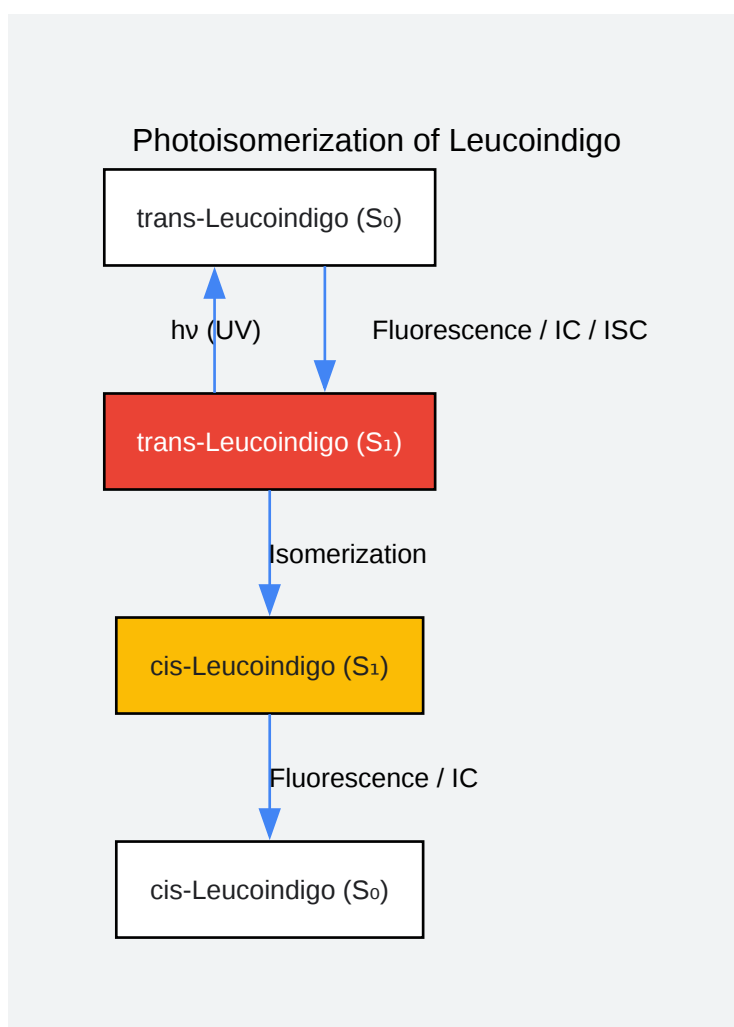 Photoisomerization of Leucoindigo
trans-Leucoindigo (S₀)
hν (UV)
Fluorescence / IC / ISC
trans-Leucoindigo (S₁)
Isomerization
cis-Leucoindigo (S₁)
Fluorescence / IC
cis-Leucoindigo (S₀)